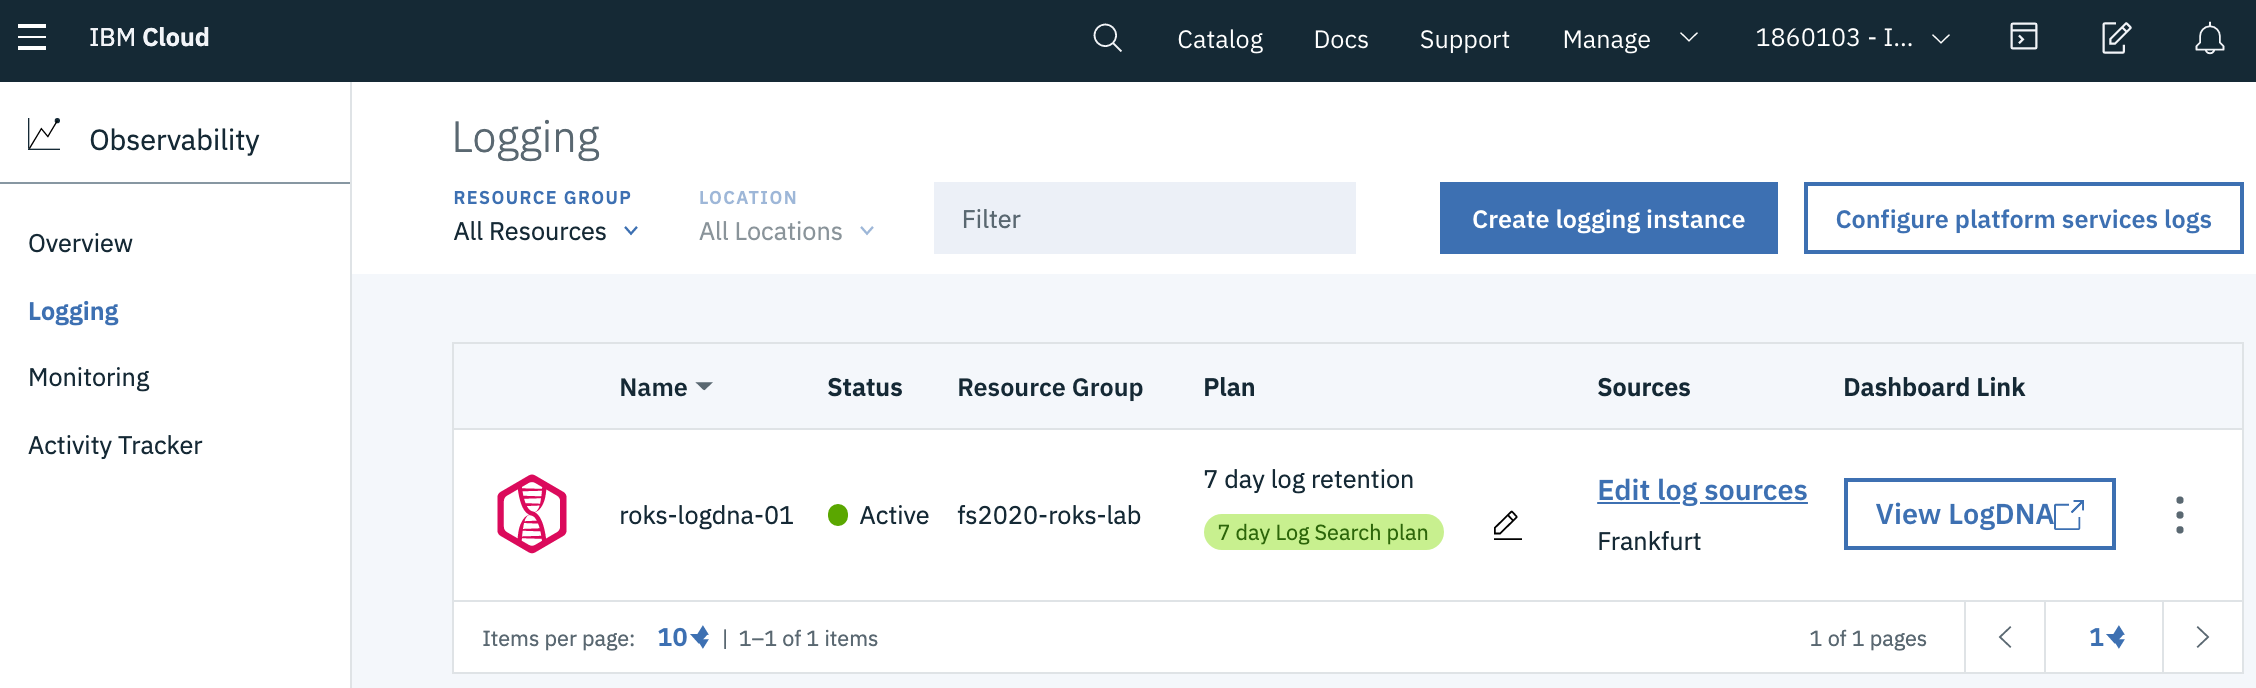 IBM Cloud
Catalog
Docs
Support
Manage
1860103 - I...
Observability
Overview
Logging
Monitoring
Activity Tracker
Logging
RESOURCE GROUP
All Resources
LOCATION
All Locations
Filter
Create logging instance
Configure platform services logs
Name
Status
Resource Group
Plan
Sources
Dashboard Link
roks-logdna-01
Active
fs2020-roks-lab
7 day log retention
7 day Log Search plan
Edit log sources
Frankfurt
View LogDNA
Items per page: 10 | 1–1 of 1 items
1 of 1 pages
1